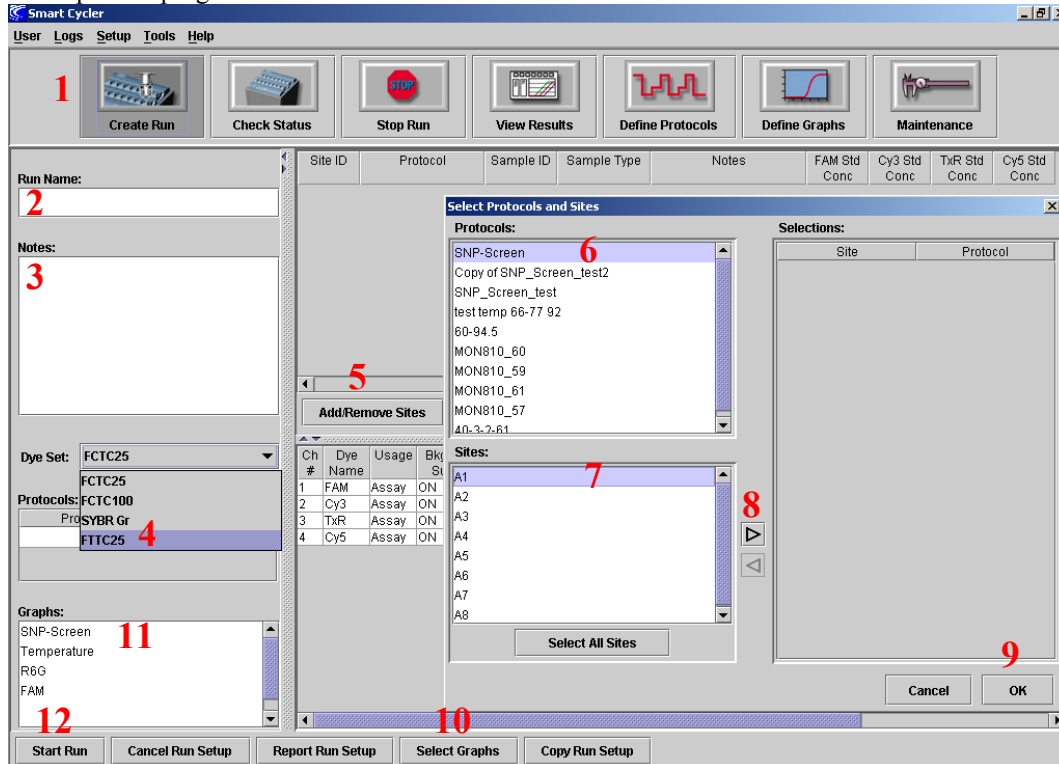 Smart Cycler
User Logs Setup Tools Help
1
Create Run
Check Status
Stop Run
View Results
Define Protocols
Define Graphs
Maintenance
STOP
Run Name:
2
Notes:
3
Dye Set: FCTC25
FCTC25
FCTC100
SYBR Gr
FTTC25
4
Protocols:
Pro
Graphs:
11
SNP-Screen
Temperature
R6G
FAM
12
Site ID Protocol Sample ID Sample Type Notes FAM Std Conc Cy3 Std Conc TxR Std Conc Cy5 Std Conc
5
Add/Remove Sites
Ch # Dye Name Usage Bkg Su
1 FAM Assay ON
2 Cy3 Assay ON
3 TxR Assay ON
4 Cy5 Assay ON
Select Protocols and Sites
Protocols:
6
SNP-Screen
Copy of SNP_Screen_test2
SNP_Screen_test
test temp 66-77 92
60-94.5
MON810_60
MON810_59
MON810_61
MON810_57
40-3-2-61
Sites:
7
A1
A2
A3
A4
A5
A6
A7
A8
Select All Sites
8
Selections:
Site Protocol
9
Cancel OK
10
Start Run Cancel Run Setup Report Run Setup Select Graphs Copy Run Setup